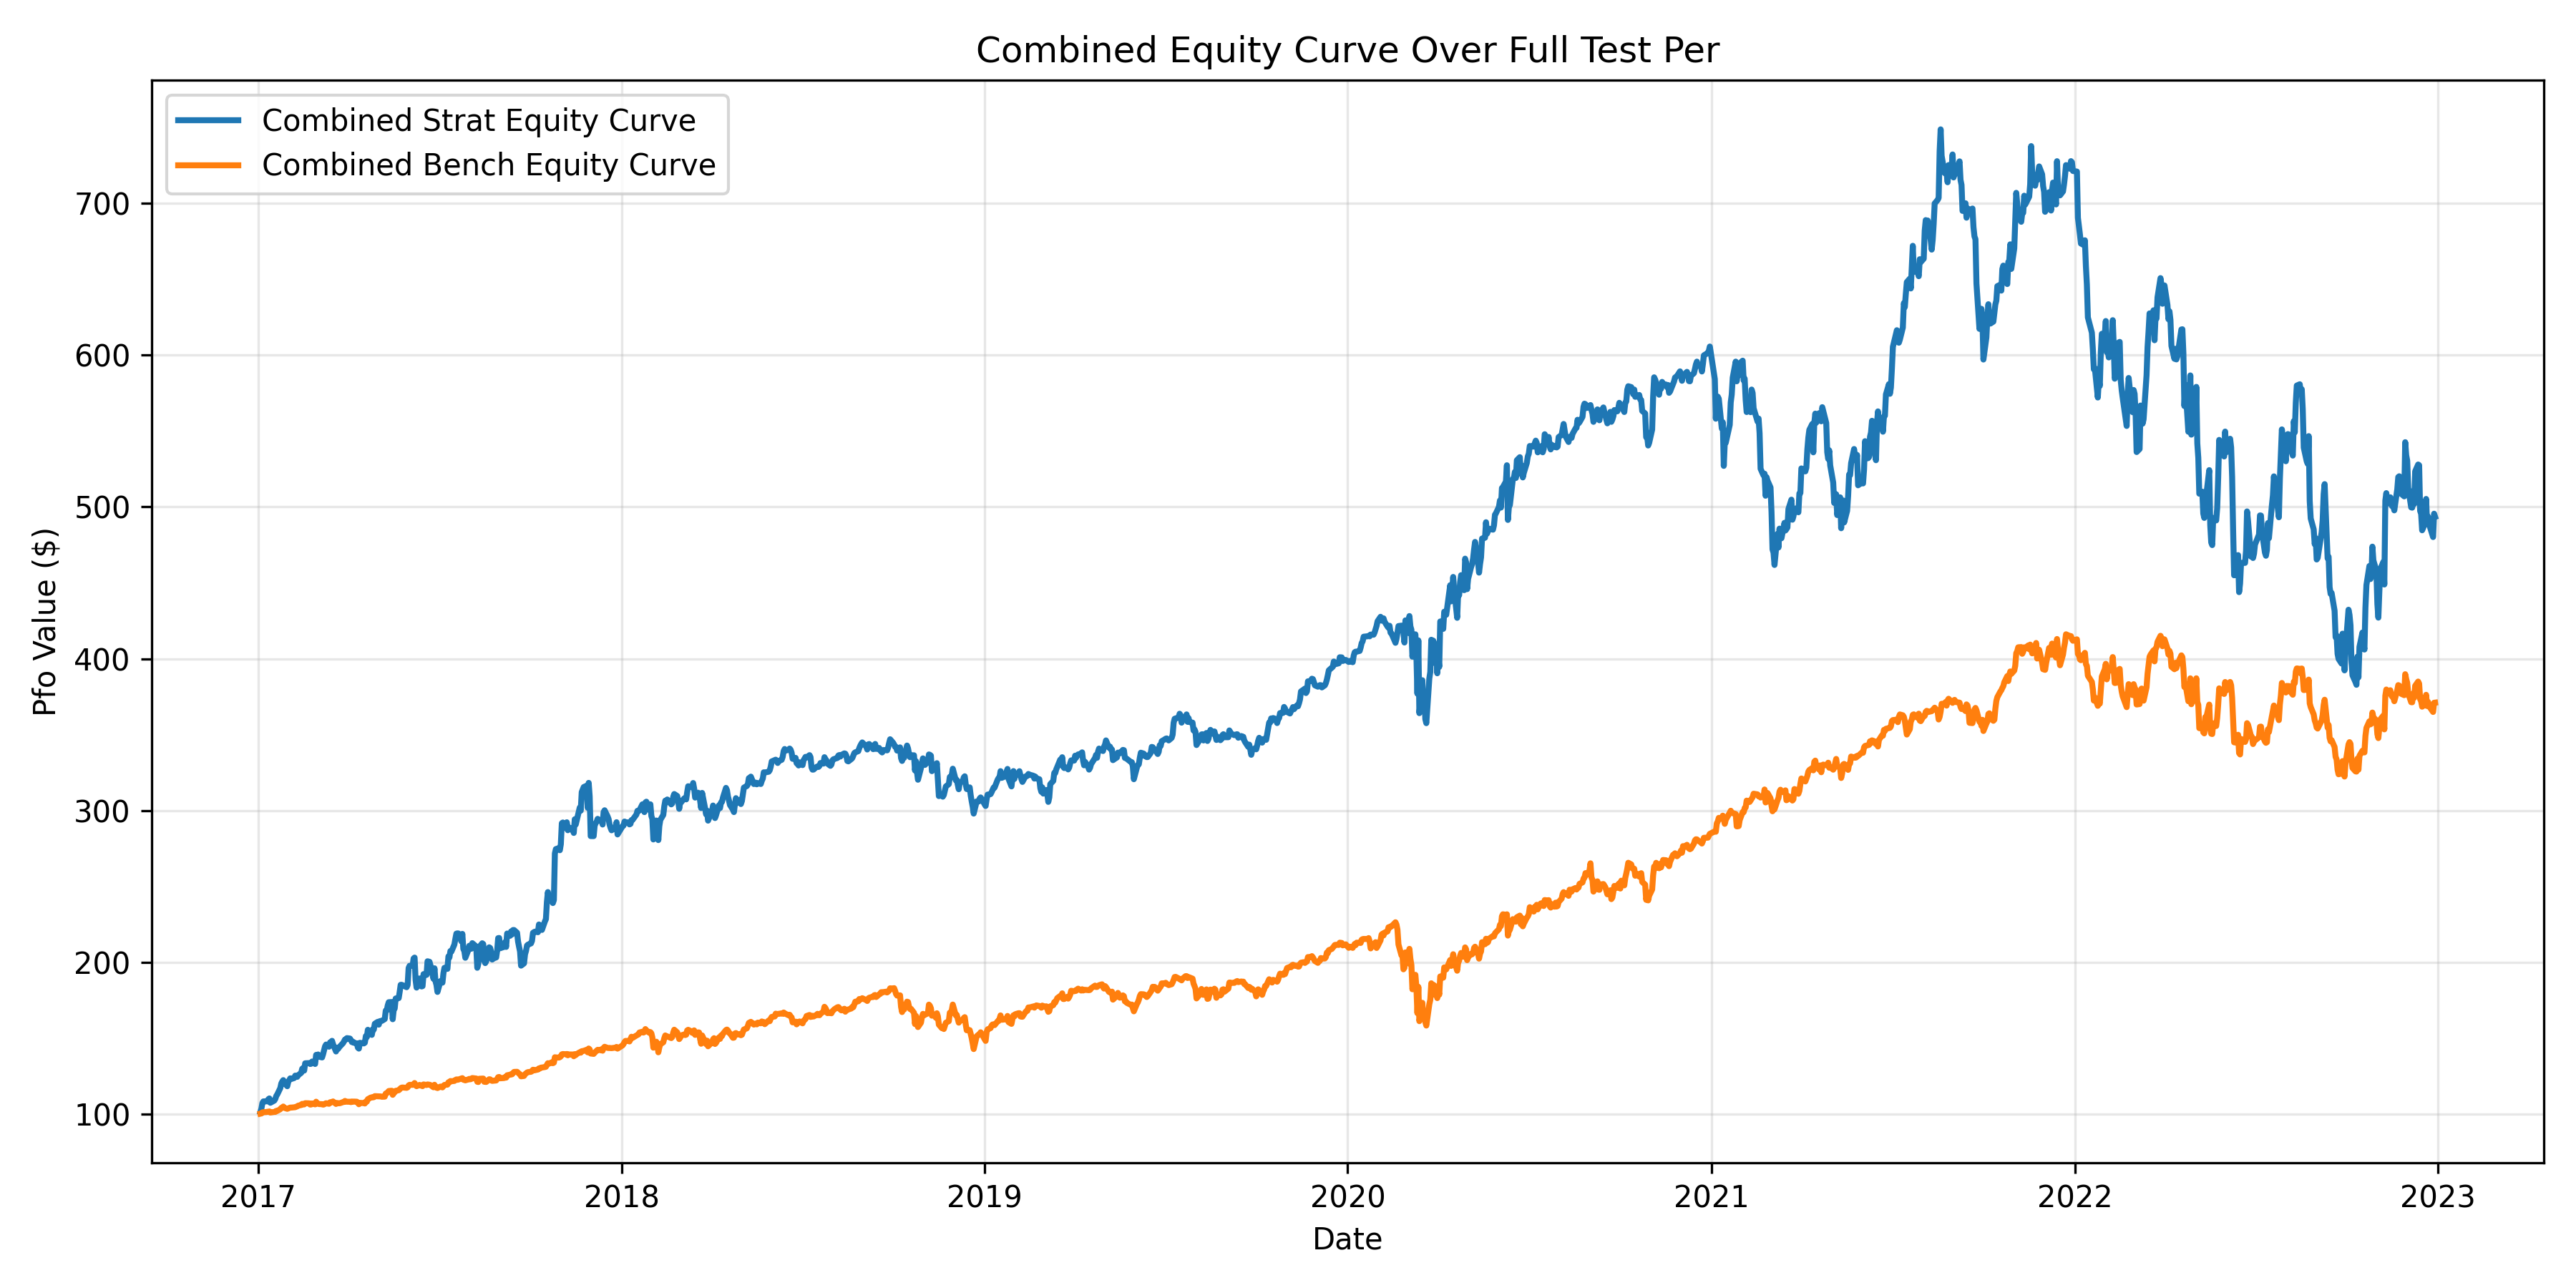 Combined Equity Curve Over Full Test Per
Combined Strat Equity Curve
Combined Bench Equity Curve
Pfo Value ($)
700
600
500
400
300
200
100
2017
2018
2019
2020
2021
2022
2023
Date